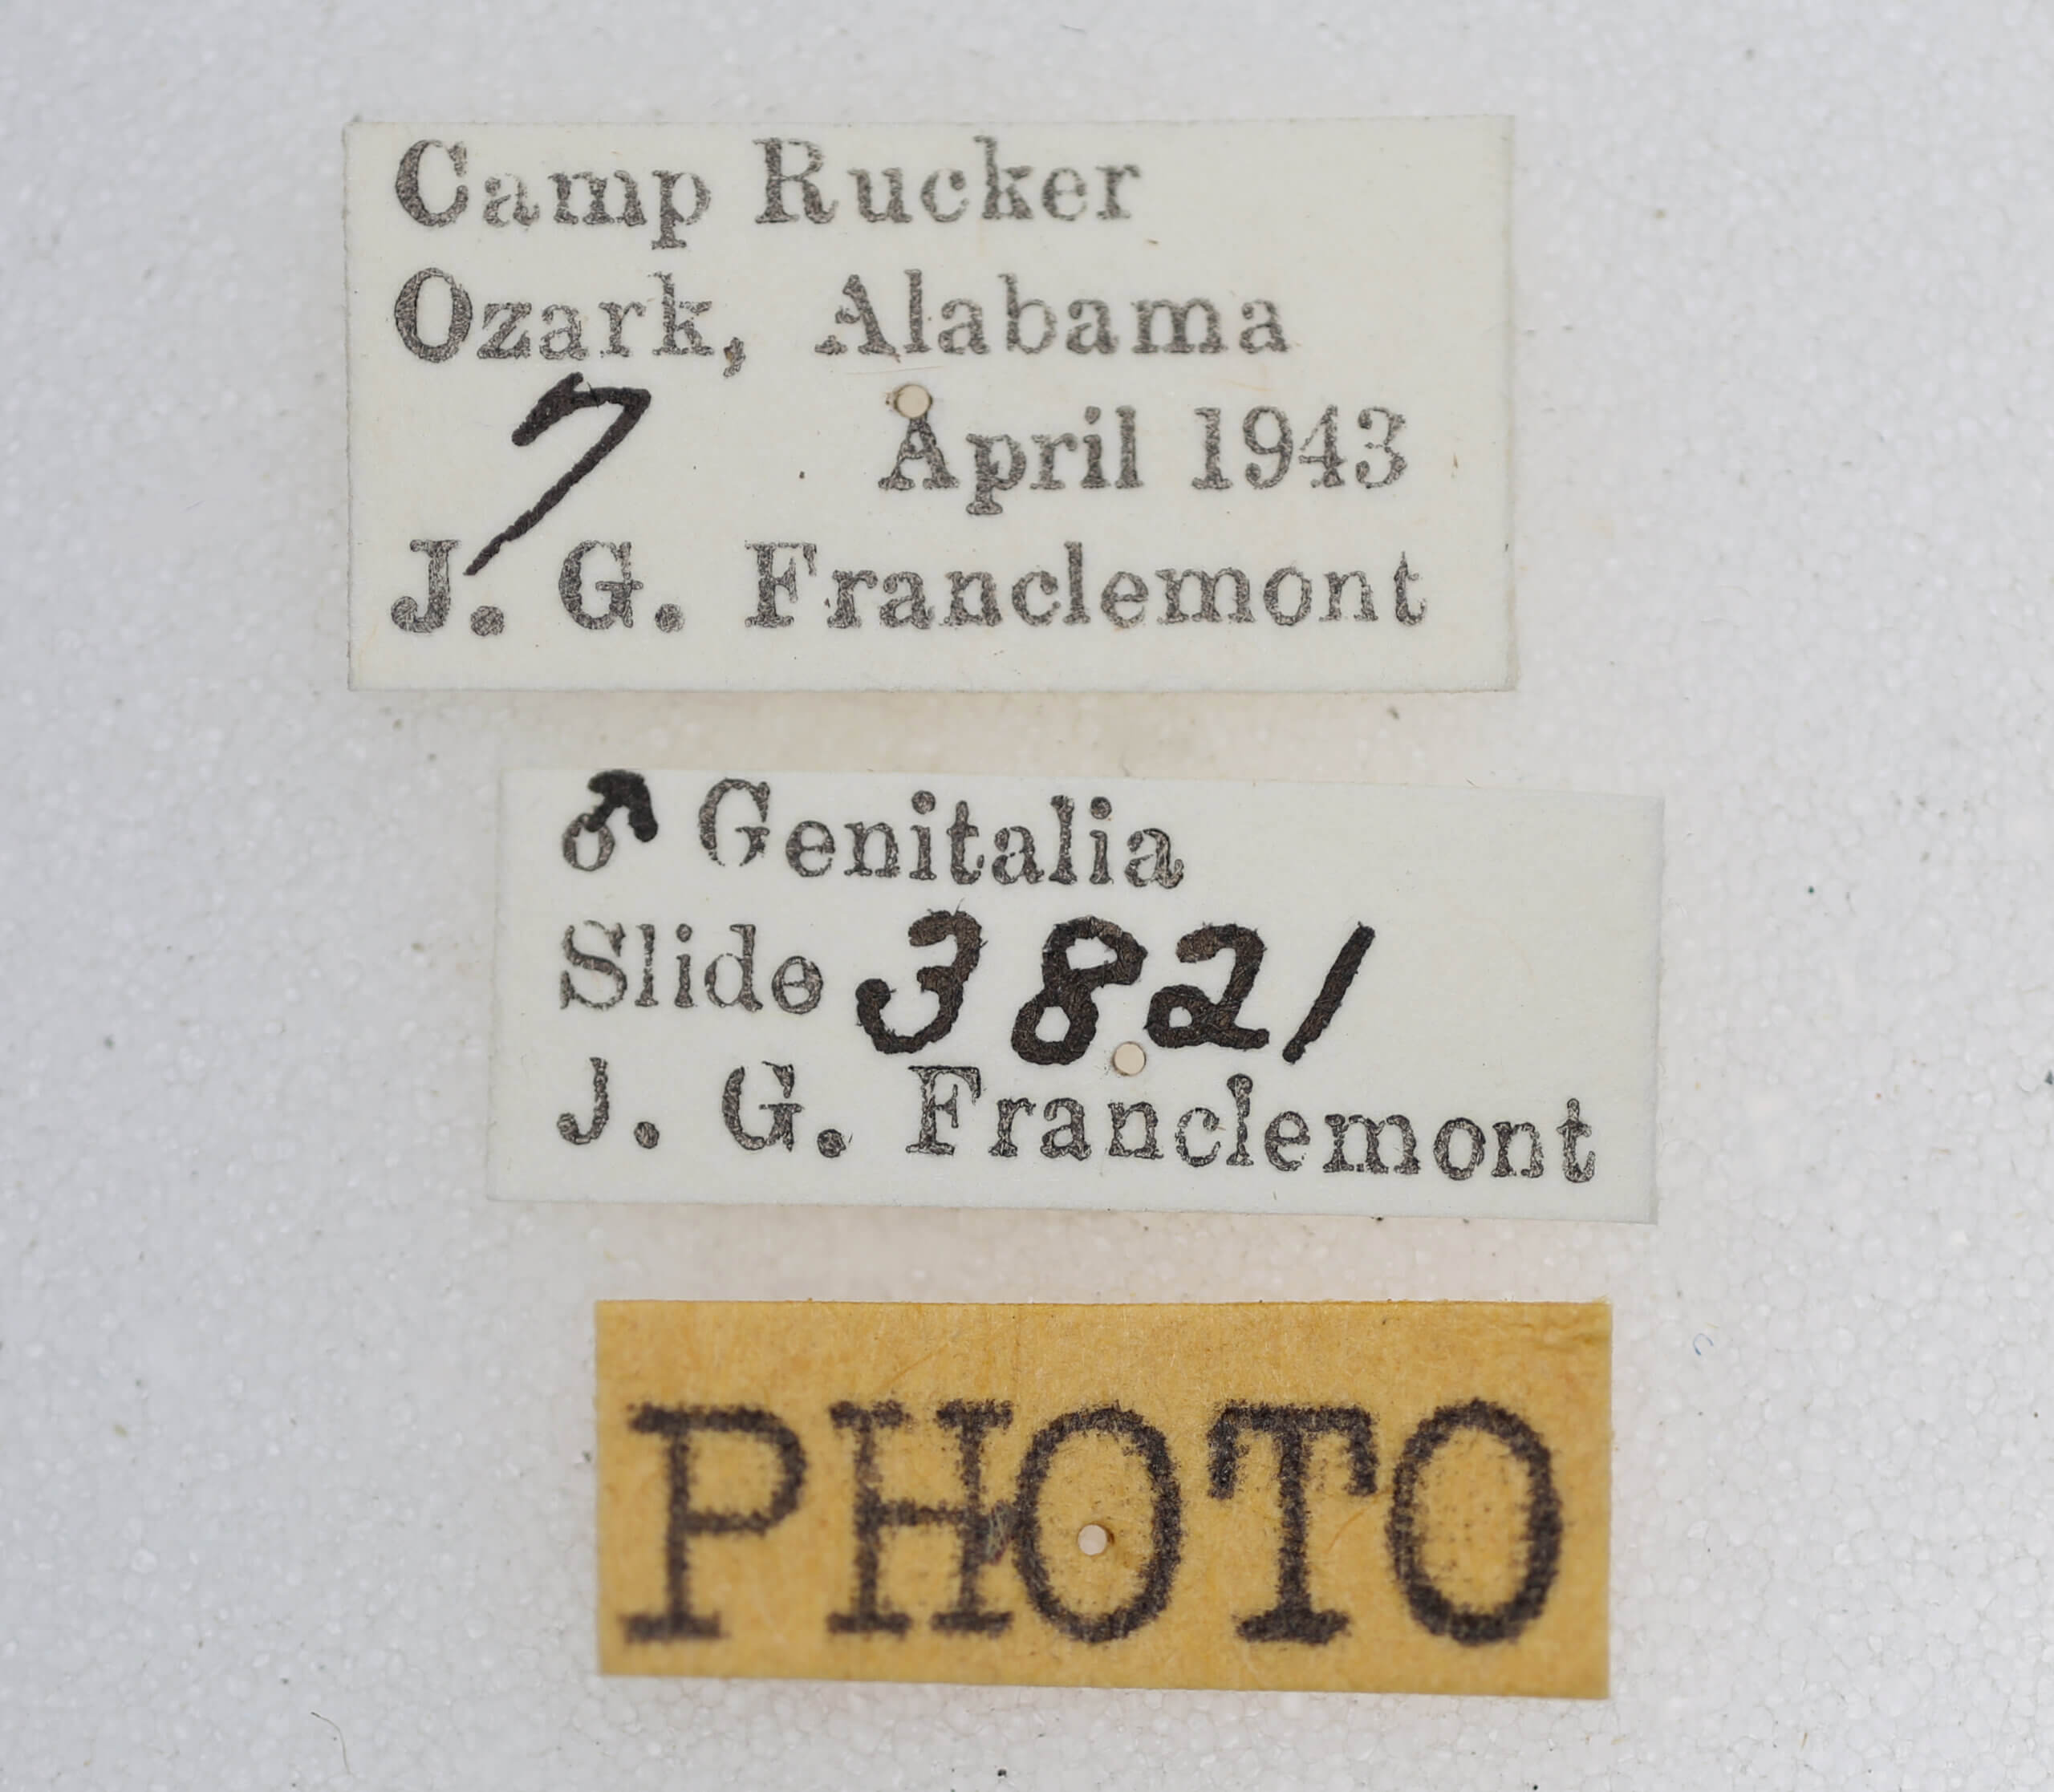 Camp Rucker
Ozark, Alabama
7 April 1943
J. G. Franclemont
♂ Genitalia
Slide 3821
J. G. Franclemont
PHOTO